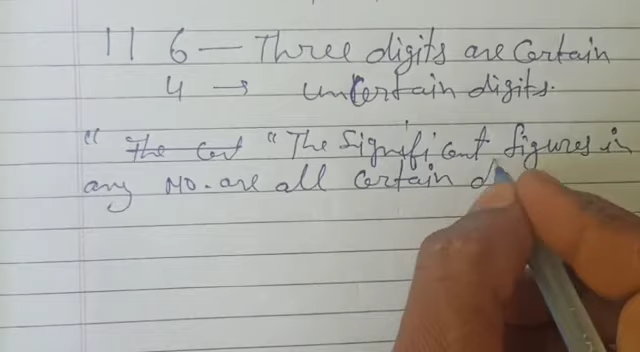 11 6 — Three digits are Certain
4 → uncertain digits.
" The Cert " The Significant figures in
any No. are all Certain d